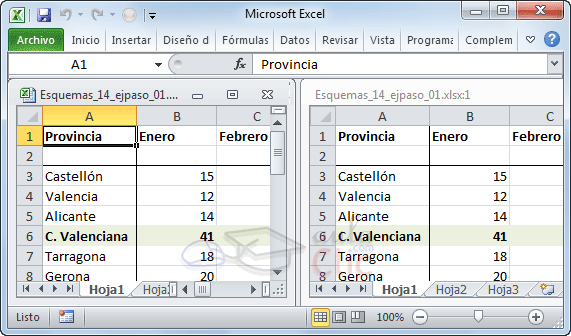 Microsoft Excel
Archivo Inicio Insertar Diseño d Fórmulas Datos Revisar Vista Programa Complem
A1 fx Provincia
Esquemas_14_ejpaso_01....
A B C
1 Provincia Enero Febrero
2
3 Castellón 15
4 Valencia 12
5 Alicante 14
6 C. Valenciana 41
7 Tarragona 18
8 Gerona 20
Hoja1 Hoja
Esquemas_14_ejpaso_01.xlsx:1
A B C
1 Provincia Enero Febrero
2
3 Castellón 15
4 Valencia 12
5 Alicante 14
6 C. Valenciana 41
7 Tarragona 18
8 Gerona 20
Hoja1 Hoja2 Hoja3
Listo 100%